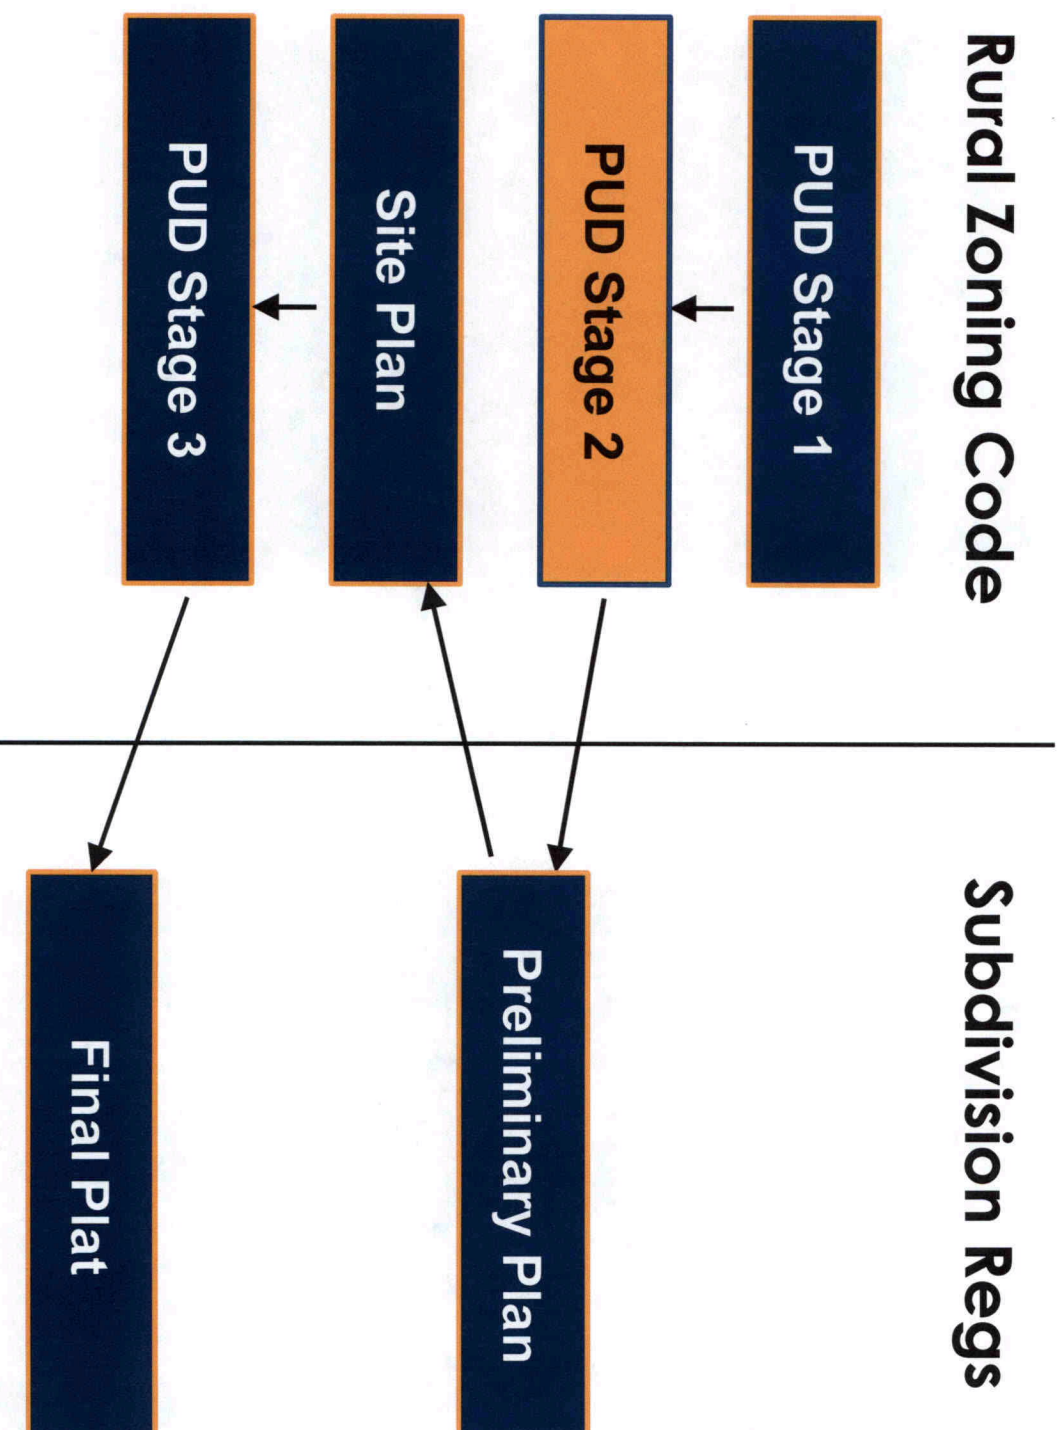 Rural Zoning Code
PUD Stage 1
PUD Stage 2
Site Plan
PUD Stage 3
Subdivision Regs
Preliminary Plan
Final Plat